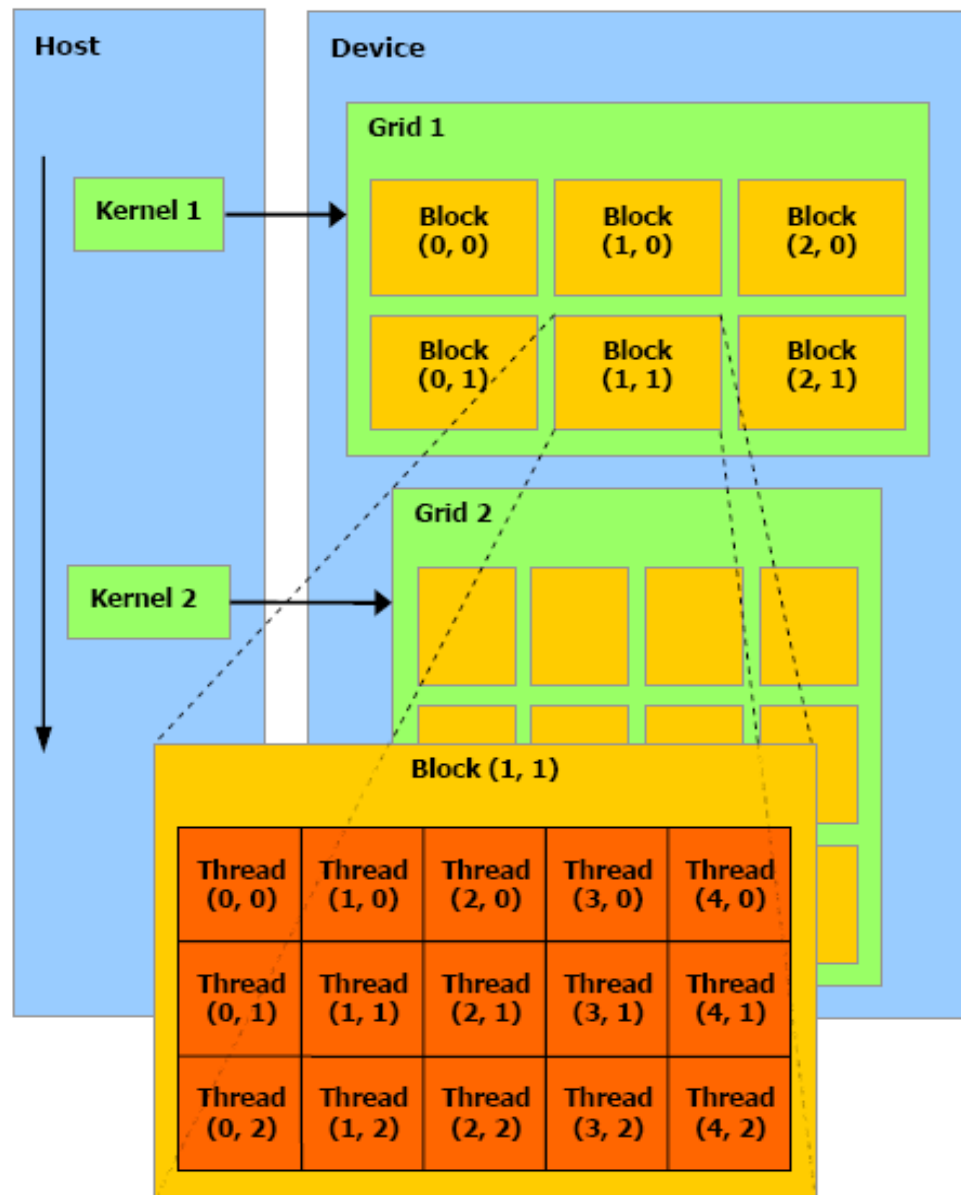 Host
Device
Grid 1
Kernel 1
Block
(0, 0)
Block
(1, 0)
Block
(2, 0)
Block
(0, 1)
Block
(1, 1)
Block
(2, 1)
Grid 2
Kernel 2
Block (1, 1)
Thread
(0, 0)
Thread
(1, 0)
Thread
(2, 0)
Thread
(3, 0)
Thread
(4, 0)
Thread
(0, 1)
Thread
(1, 1)
Thread
(2, 1)
Thread
(3, 1)
Thread
(4, 1)
Thread
(0, 2)
Thread
(1, 2)
Thread
(2, 2)
Thread
(3, 2)
Thread
(4, 2)